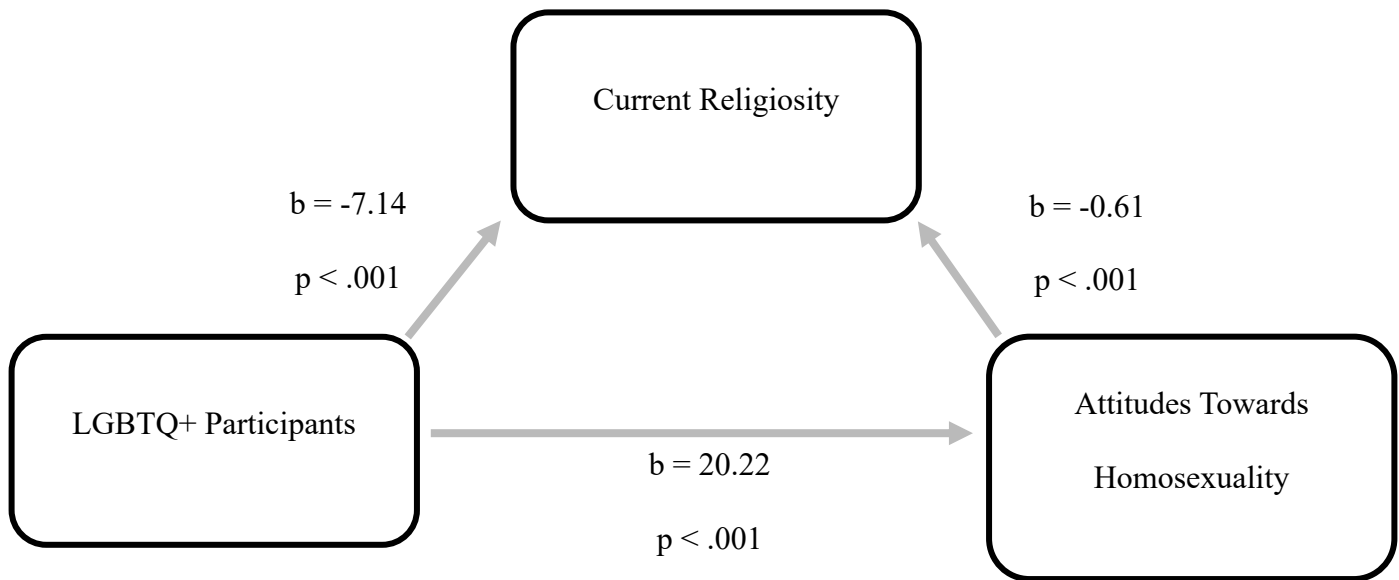 Current Religiosity
b = -7.14
p < .001
b = -0.61
p < .001
LGBTQ+ Participants
b = 20.22
p < .001
Attitudes Towards
Homosexuality